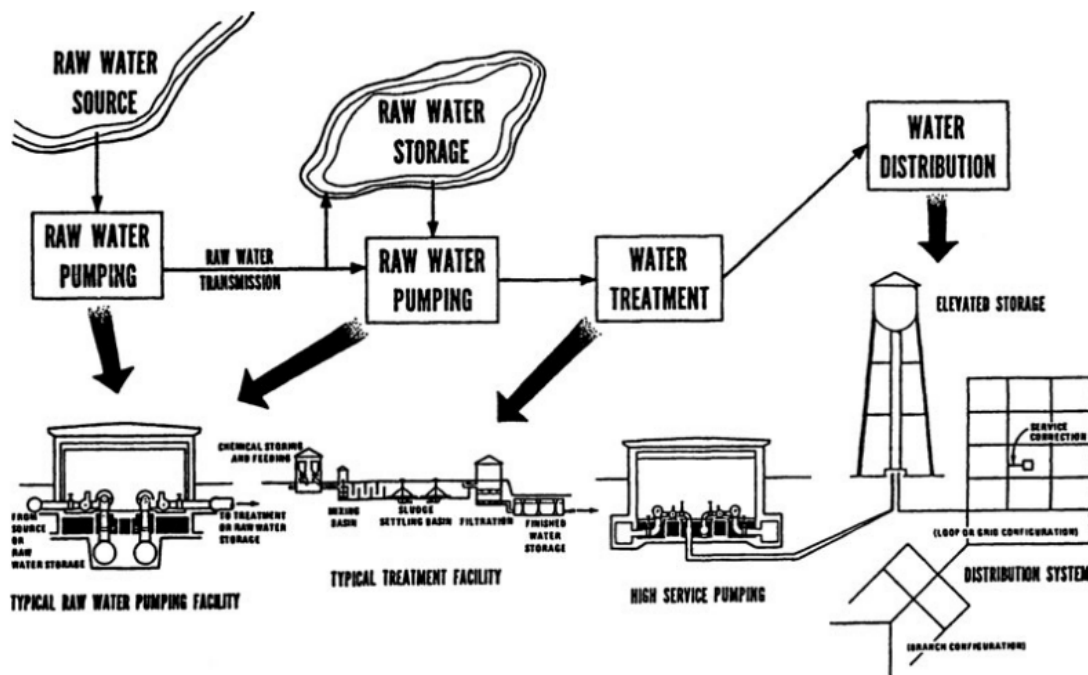 RAW WATER
SOURCE
RAW WATER
STORAGE
WATER
DISTRIBUTION
RAW WATER
PUMPING
RAW WATER
TRANSMISSION
RAW WATER
PUMPING
WATER
TREATMENT
ELEVATED STORAGE
SERVICE
CONNECTION
CHEMICAL STORING
AND FEEDING
FROM
SOURCE
OR
RAW
WATER STORAGE
TO TREATMENT
OR RAW WATER
STORAGE
MIXING
BASIN
SLUDGE
SETTLING BASIN
FILTRATION
FINISHED
WATER
STORAGE
(LOOP OR GRID CONFIGURATION)
TYPICAL RAW WATER PUMPING FACILITY
TYPICAL TREATMENT FACILITY
HIGH SERVICE PUMPING
DISTRIBUTION SYSTEM
(BRANCH CONFIGURATION)